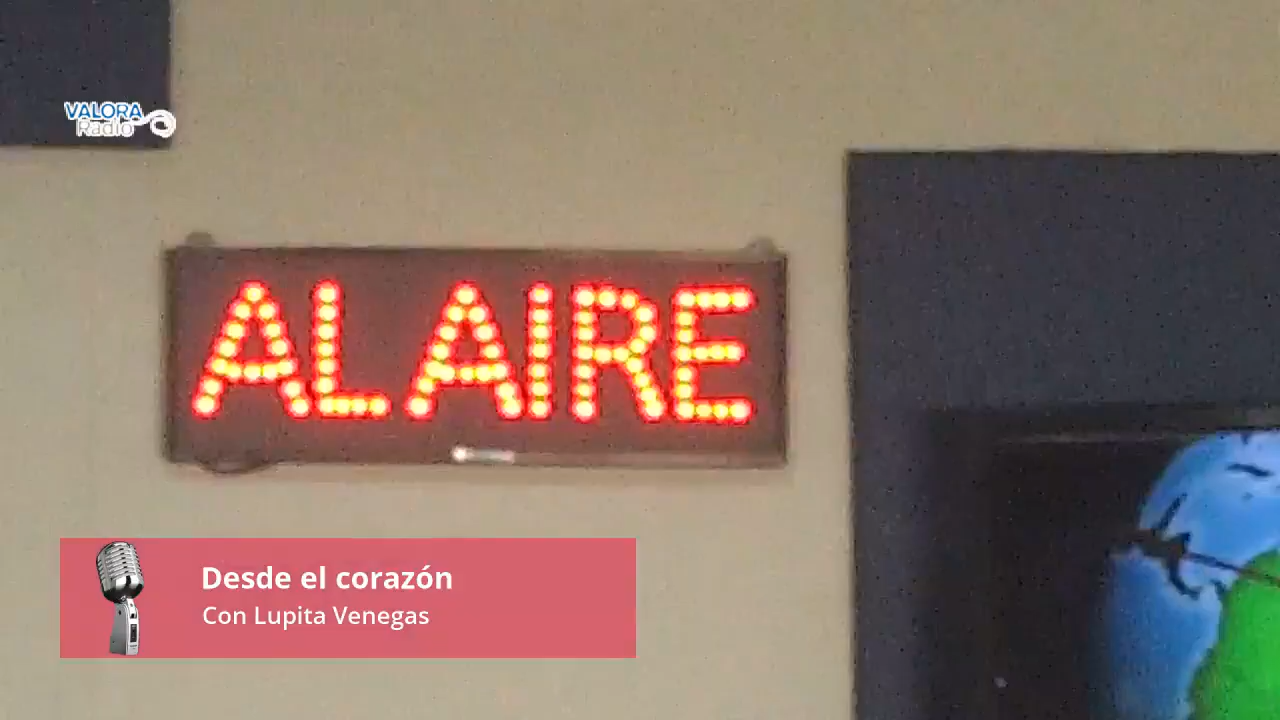 VALORA
Radio
ALAIRE
Desde el corazón
Con Lupita Venegas